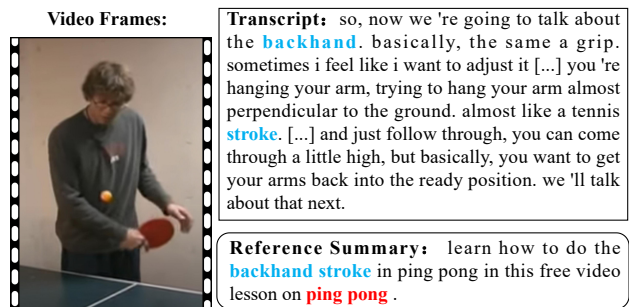 Video Frames:
Transcript： so, now we 're going to talk about
the backhand. basically, the same a grip.
sometimes i feel like i want to adjust it [...] you 're
hanging your arm, trying to hang your arm almost
perpendicular to the ground. almost like a tennis
stroke. [...] and just follow through, you can come
through a little high, but basically, you want to get
your arms back into the ready position. we 'll talk
about that next.
Reference Summary： learn how to do the
backhand stroke in ping pong in this free video
lesson on ping pong .